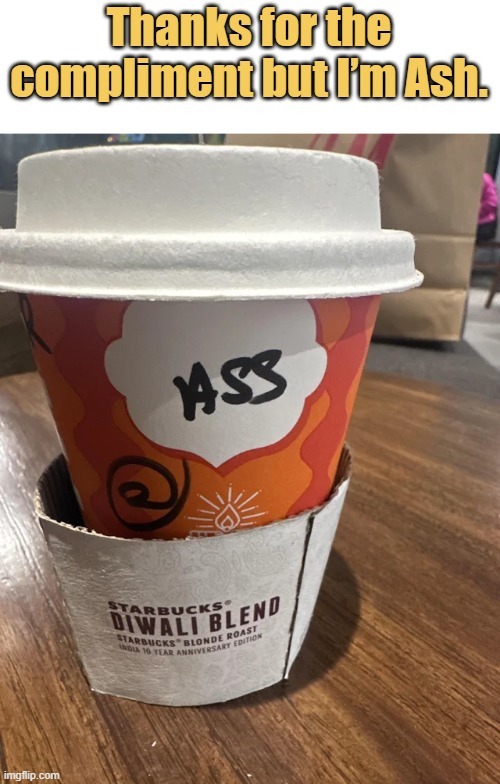 Thanks for the
compliment but I'm Ash.
ASS
STARBUCKS®
DIWALI BLEND
STARBUCKS® BLONDE ROAST
INDIA 10 YEAR ANNIVERSARY EDITION
imgflip.com